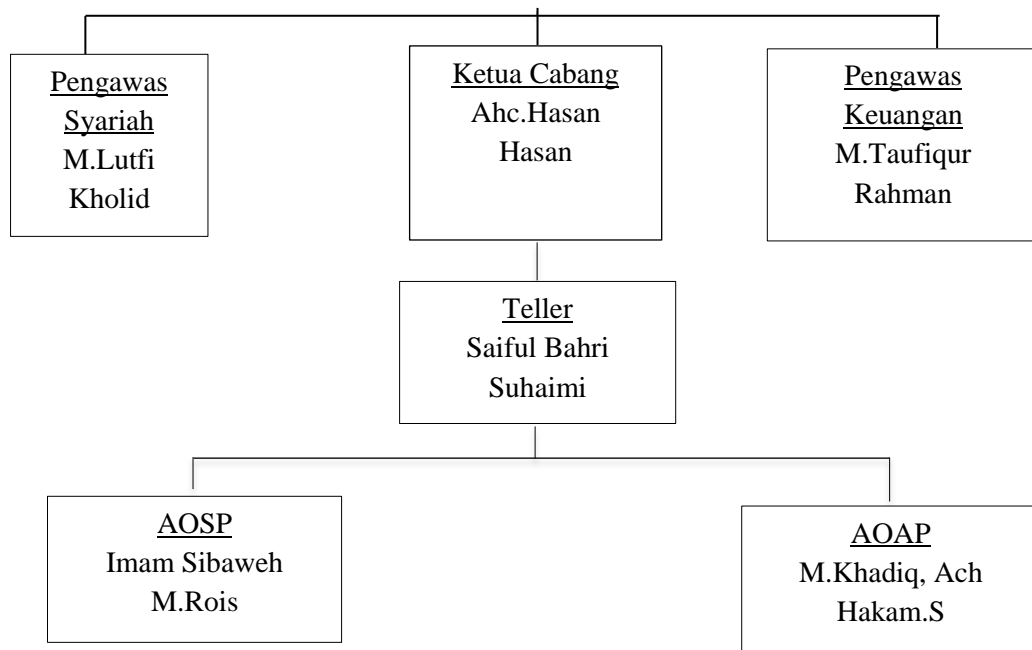 Pengawas
Syariah
M.Lutfi
Kholid
Ketua Cabang
Ahc.Hasan
Hasan
Pengawas
Keuangan
M.Taufiqur
Rahman
Teller
Saiful Bahri
Suhaimi
AOSP
Imam Sibaweh
M.Rois
AOAP
M.Khadiq, Ach
Hakam.S